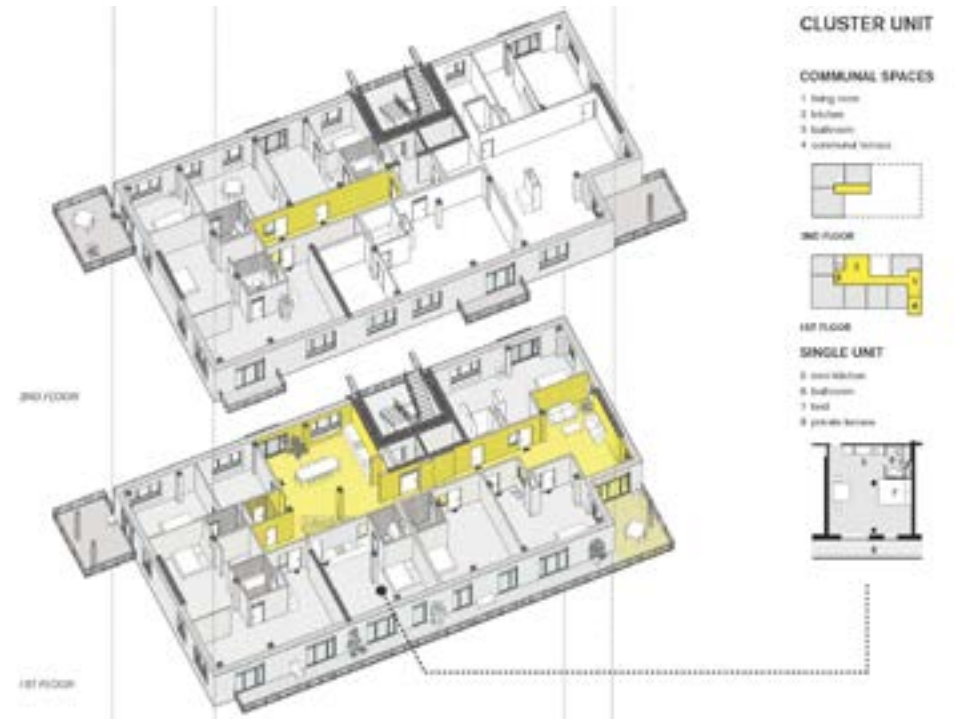 CLUSTER UNIT
COMMUNAL SPACES
1 living room
2 kitchen
3 bathroom
4 communal terrace
2ND FLOOR
1ST FLOOR
SINGLE UNIT
5 mini kitchen
6 bathroom
7 bed
8 private terrace
2ND FLOOR
1ST FLOOR